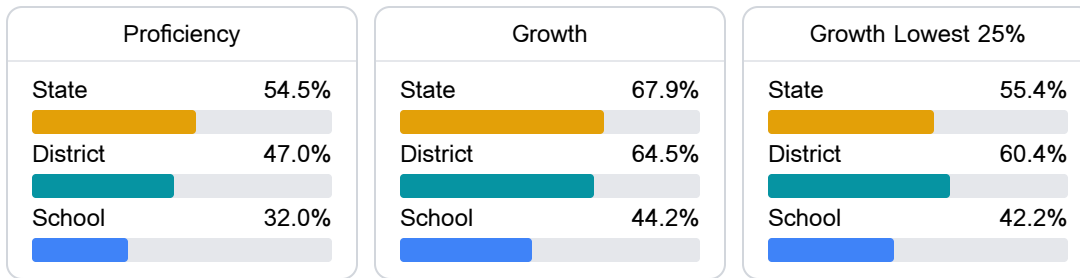 Proficiency
State 54.5%
District 47.0%
School 32.0%
Growth
State 67.9%
District 64.5%
School 44.2%
Growth Lowest 25%
State 55.4%
District 60.4%
School 42.2%